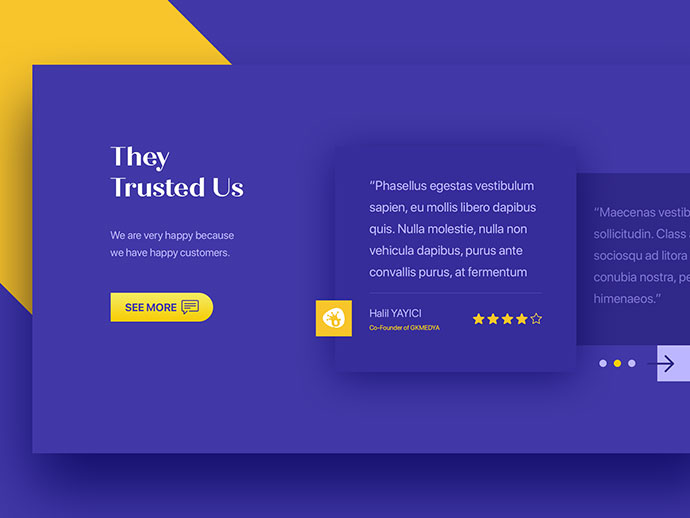 They
Trusted Us
We are very happy because
we have happy customers.
SEE MORE
“Phasellus egestas vestibulum
sapien, eu mollis libero dapibus
quis. Nulla molestie, nulla non
vehicula dapibus, purus ante
convallis purus, at fermentum
Halil YAYICI
Co-Founder of GKMEDYA
“Maecenas vestib
sollicitudin. Class
sociosqu ad litora
conubia nostra, pe
himenaeos.”